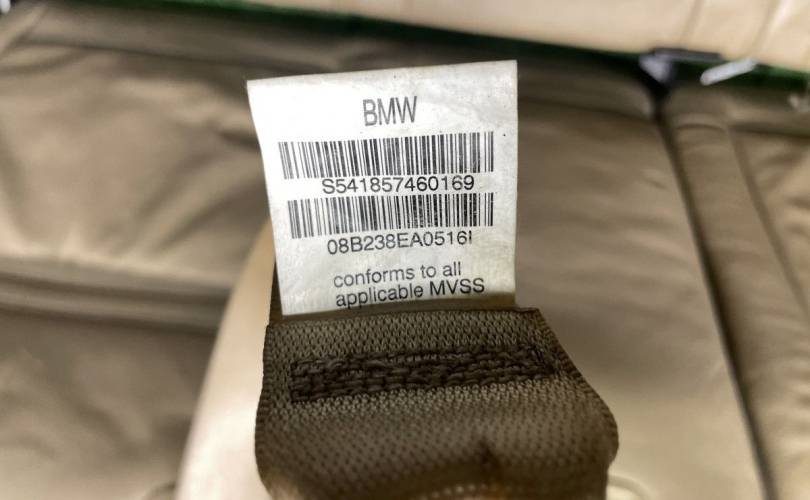 BMW
S541857460169
08B238EA0516I
conforms to all
applicable MVSS